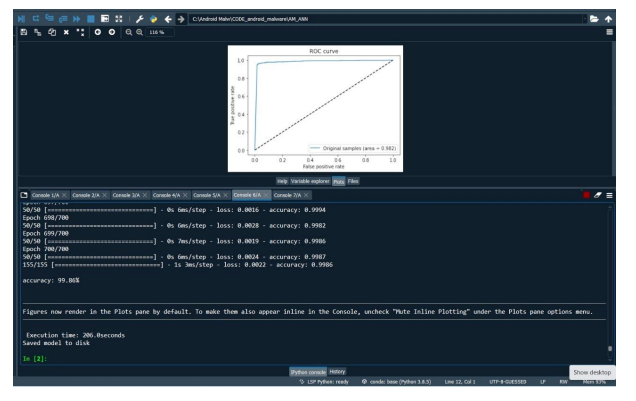 C:\Android Malw\CODE_android_malware\AM_ANN
116 %
ROC curve
1.0
0.8
0.6
0.4
0.2
0.0
True positive rate
Original samples (area = 0.982)
0.0 0.2 0.4 0.6 0.8 1.0
False positive rate
Help Variable explorer Plots Files
Console 1/A Console 2/A Console 3/A Console 4/A Console 5/A Console 6/A Console 7/A
50/50 [==============================] - 0s 6ms/step - loss: 0.0016 - accuracy: 0.9994
Epoch 698/700
50/50 [==============================] - 0s 6ms/step - loss: 0.0028 - accuracy: 0.9982
Epoch 699/700
50/50 [==============================] - 0s 7ms/step - loss: 0.0019 - accuracy: 0.9986
Epoch 700/700
50/50 [==============================] - 0s 6ms/step - loss: 0.0024 - accuracy: 0.9987
155/155 [==============================] - 1s 3ms/step - loss: 0.0022 - accuracy: 0.9986
accuracy: 99.86%
Figures now render in the Plots pane by default. To make them also appear inline in the Console, uncheck "Mute Inline Plotting" under the Plots pane options menu.
Execution time: 206.0seconds
Saved model to disk
In [2]:
IPython console History
Show desktop
LSP Python: ready conda: base (Python 3.8.5) Line 12, Col 1 UTF-8-GUESSED LF RW Mem 93%